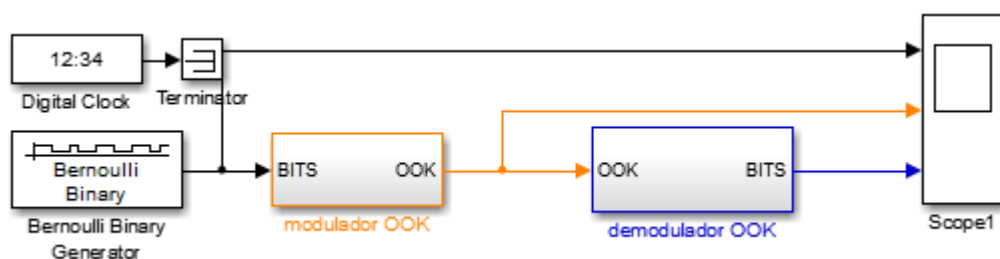 12:34
Digital Clock
Terminator
Bernoulli
Binary
Bernoulli Binary
Generator
BITS OOK
modulador OOK
OOK BITS
demodulador OOK
Scope1